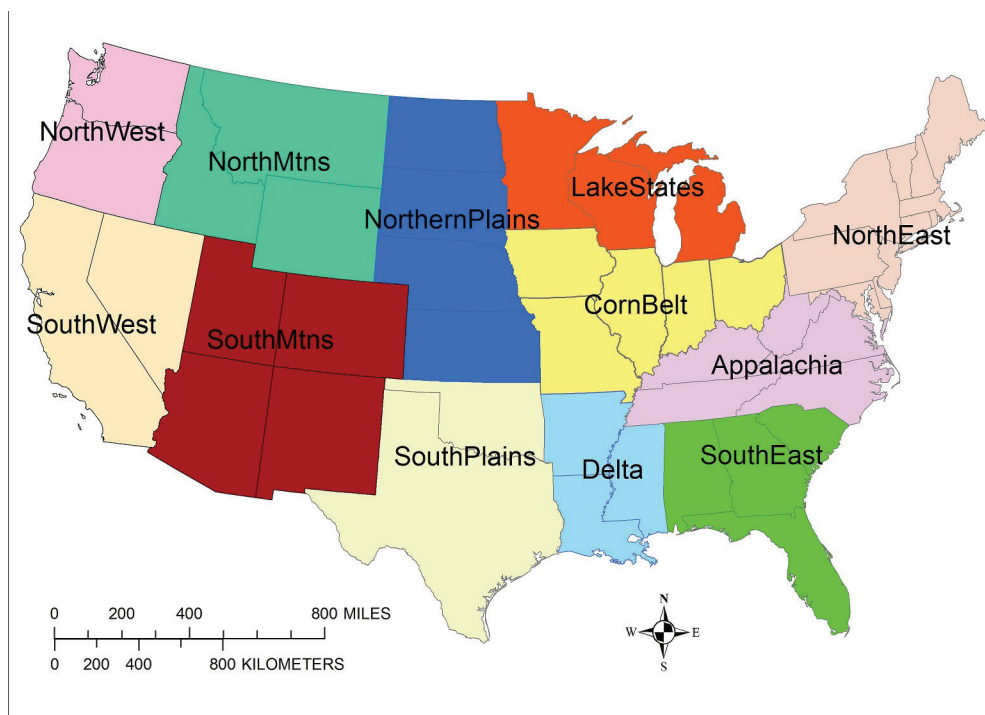 NorthWest
NorthMtns
LakeStates
NorthernPlains
NorthEast
CornBelt
SouthWest
SouthMtns
Appalachia
SouthPlains
Delta
SouthEast
0 200 400 800 MILES
0 200 400 800 KILOMETERS
N
W E
S